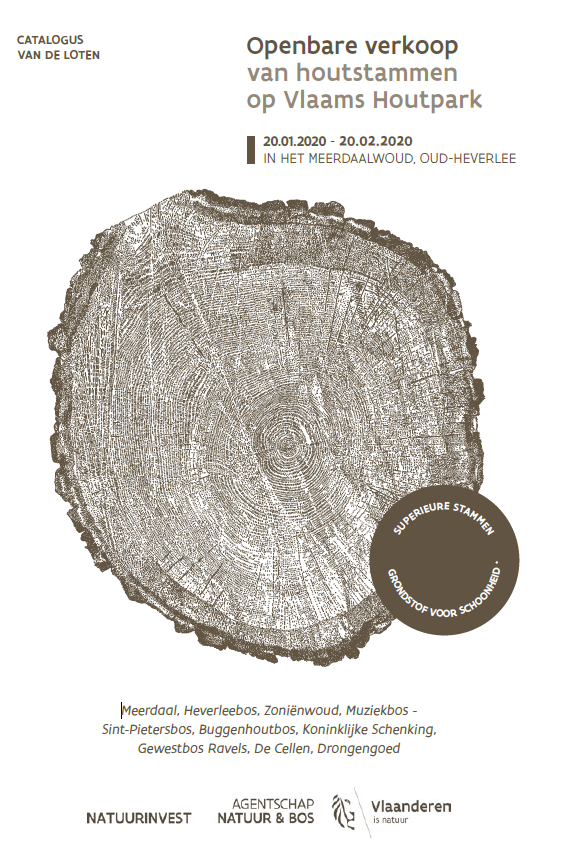 CATALOGUS
VAN DE LOTEN
Openbare verkoop
van houtstammen
op Vlaams Houtpark
20.01.2020 - 20.02.2020
IN HET MEERDAALWOUD, OUD-HEVERLEE
SUPERIEURE STAMMEN
GRONDSTOF VOOR SCHOONHEID •
Meerdaal, Heverleebos, Zoniënwoud, Muziekbos -
Sint-Pietersbos, Buggenhoutbos, Koninklijke Schenking,
Gewestbos Ravels, De Cellen, Drongengoed
NATUURINVEST
AGENTSCHAP
NATUUR & BOS
Vlaanderen
is natuur